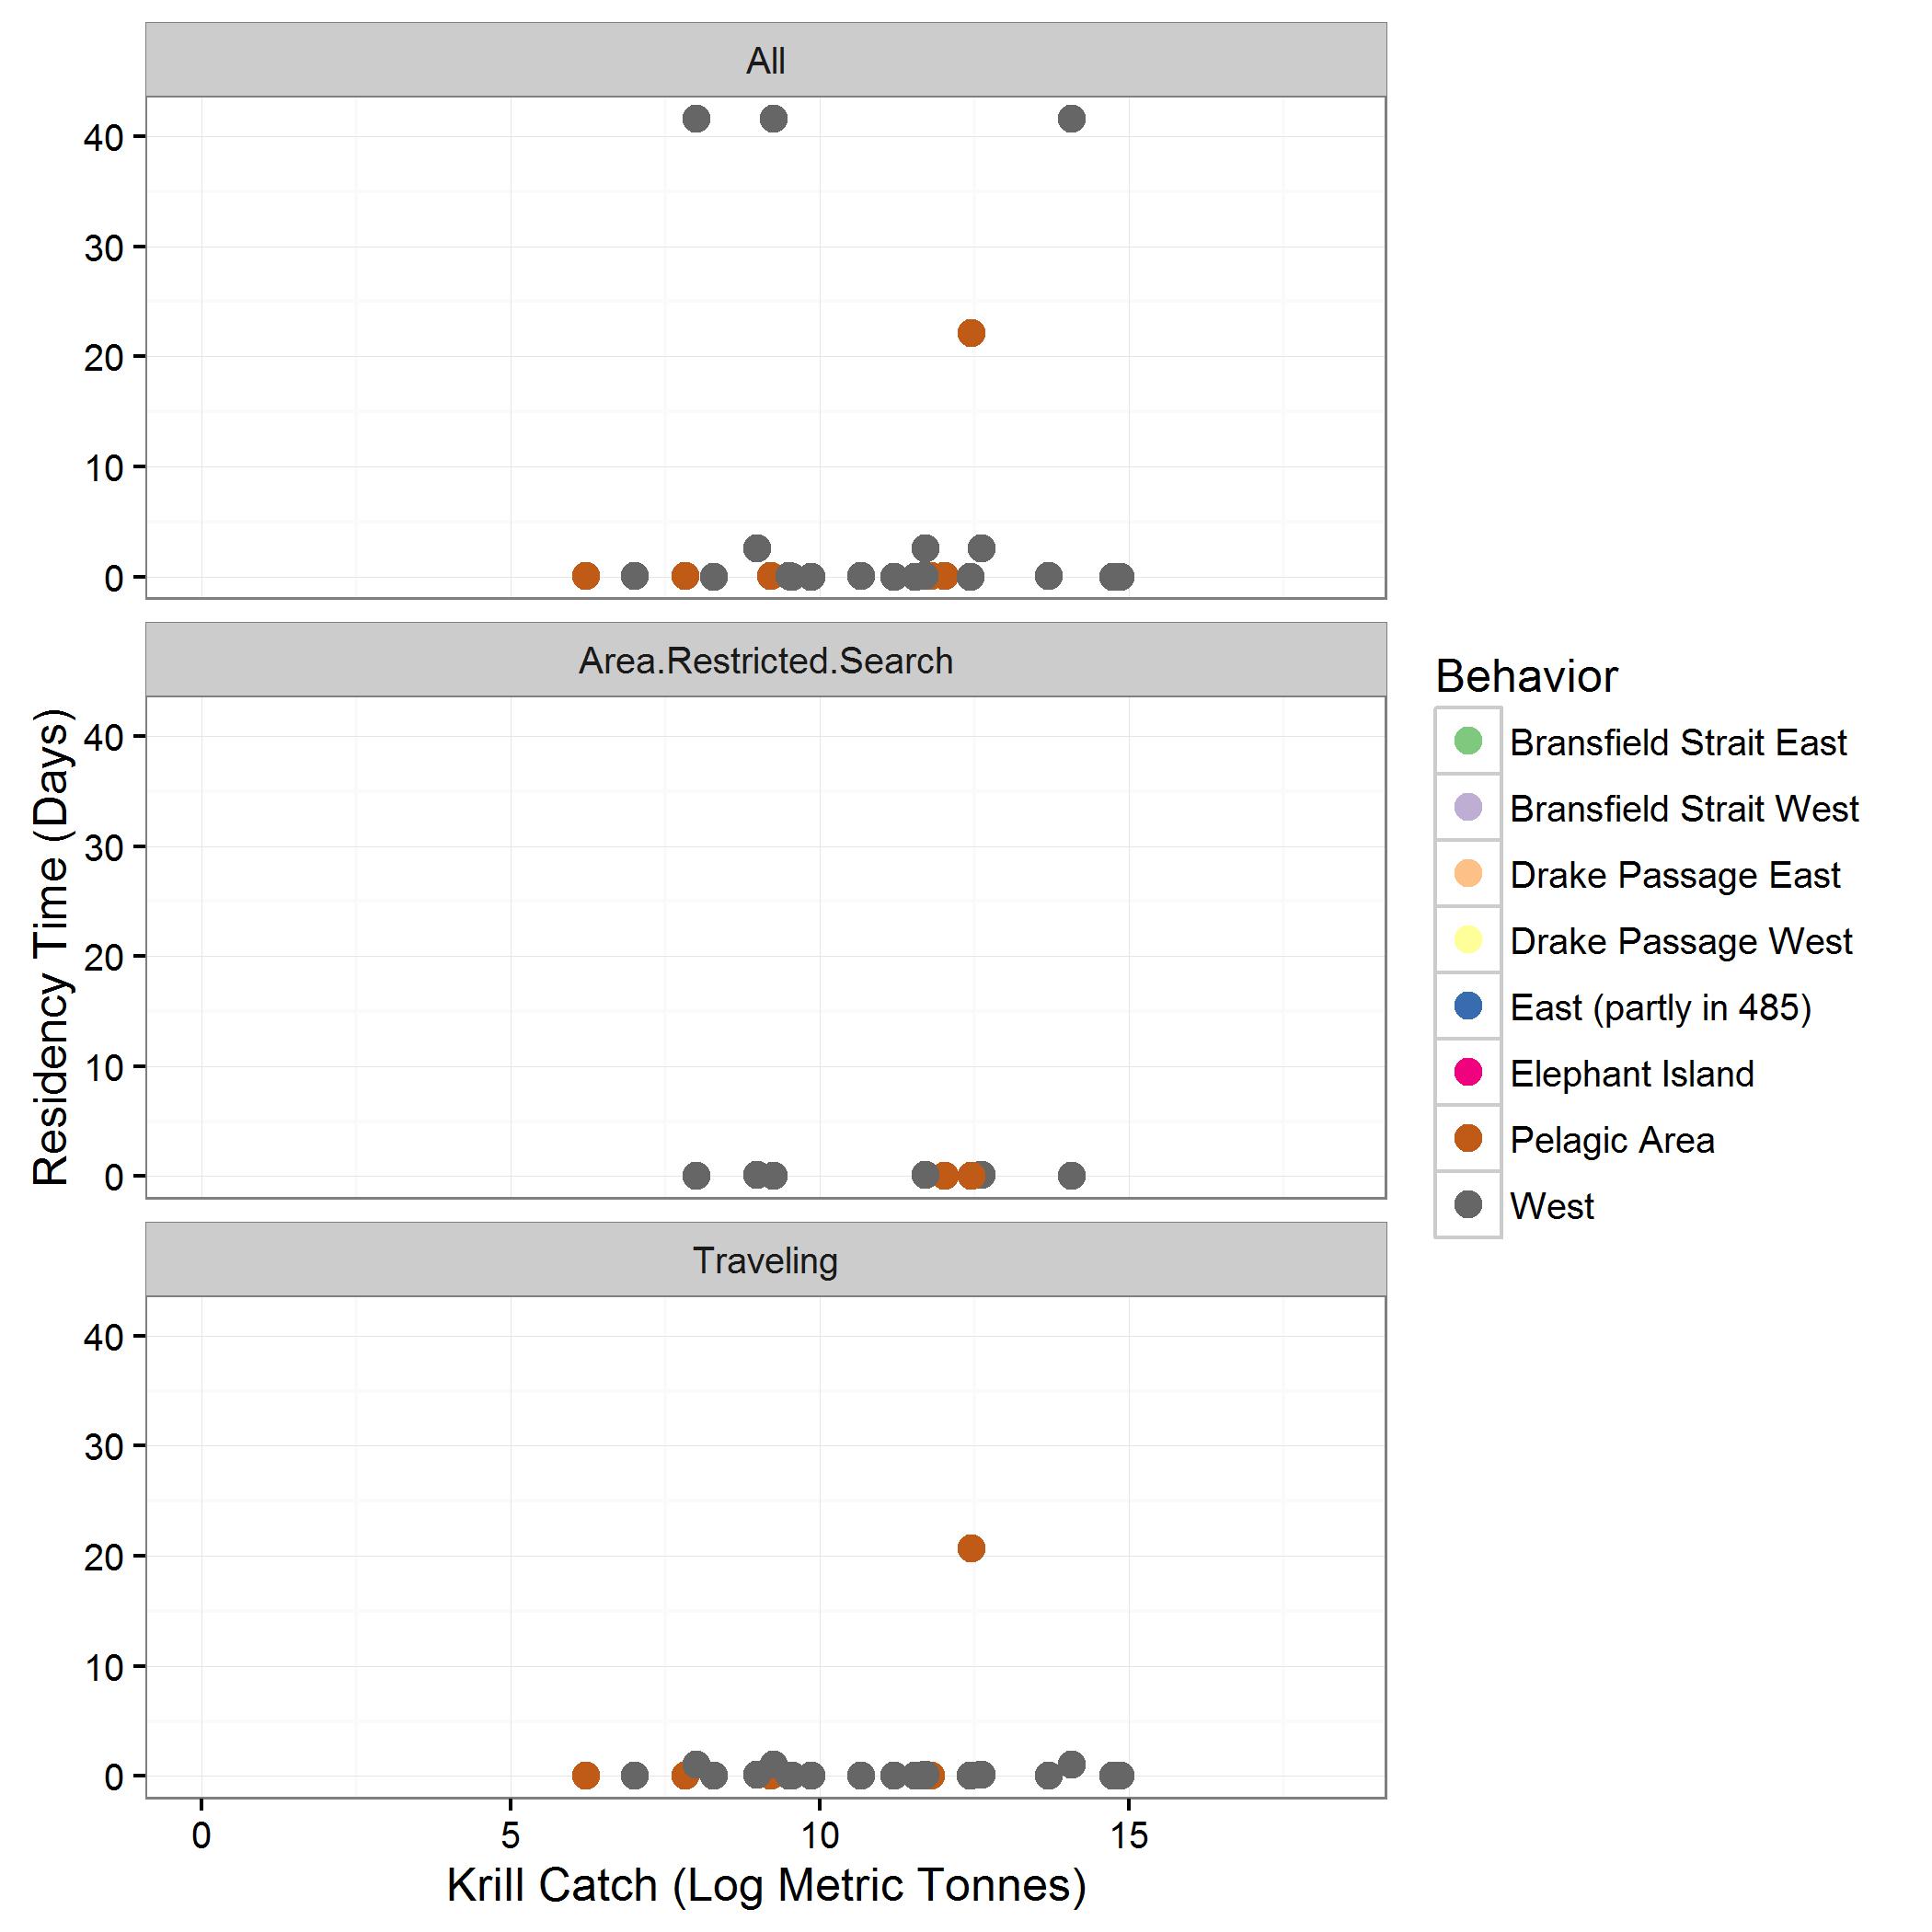 All
40
30
20
10
0
Area.Restricted.Search
40
30
20
10
0
Traveling
40
30
20
10
0
0 5 10 15
Krill Catch (Log Metric Tonnes)
Residency Time (Days)
Behavior
Bransfield Strait East
Bransfield Strait West
Drake Passage East
Drake Passage West
East (partly in 485)
Elephant Island
Pelagic Area
West